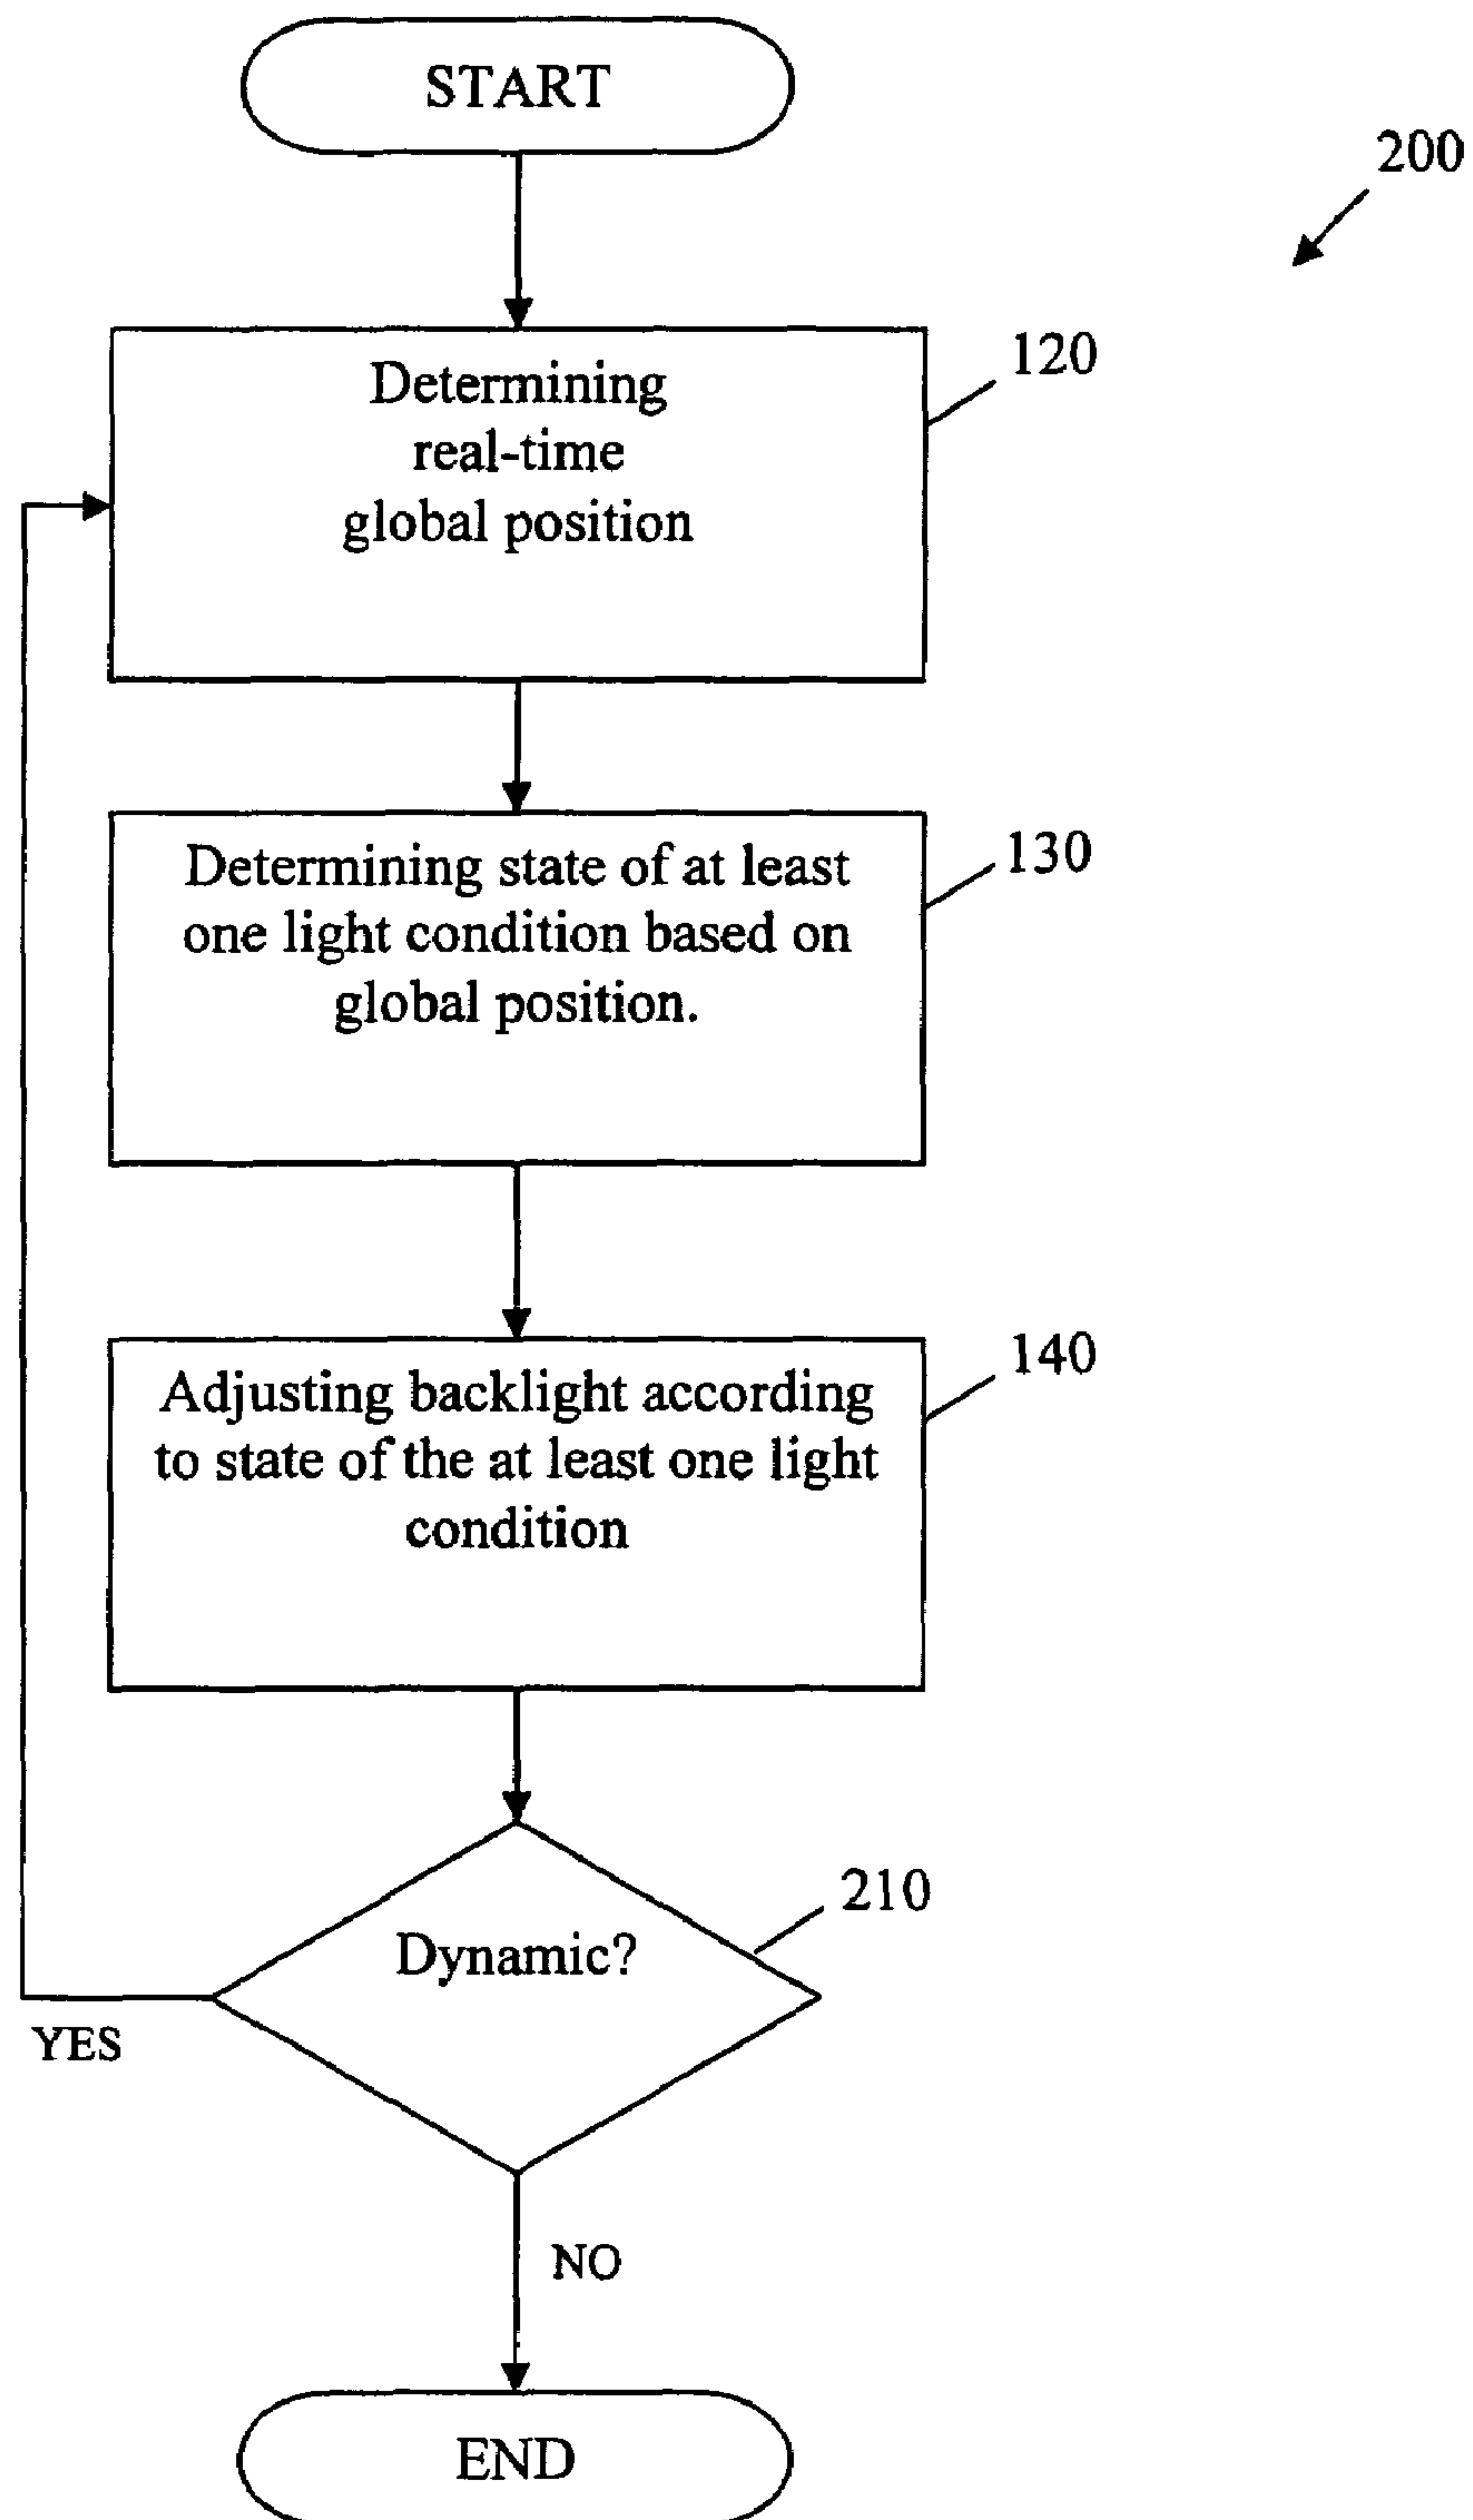 START
200
Determining
real-time
global position
120
Determining state of at least
one light condition based on
global position.
130
Adjusting backlight according
to state of the at least one light
condition
140
Dynamic?
210
YES
NO
END